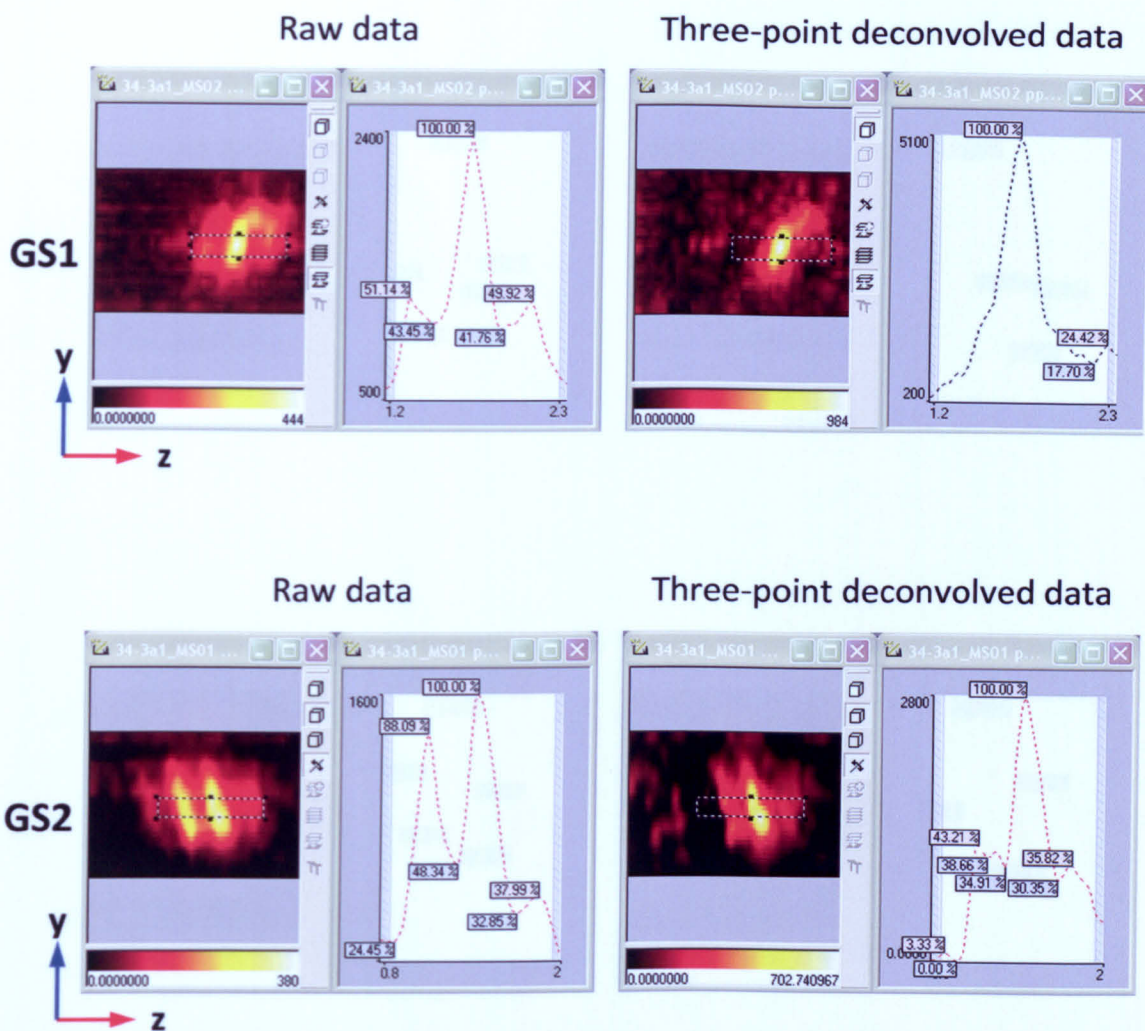 Raw data
Three-point deconvolved data
34-3a1_MS02 ...
34-3a1_MS02 p...
34-3a1_MS02 ...
34-3a1_MS02 pp...
GS1
y
z
0.0000000
444
2400
500
1.2
2.3
100.00 %
51.14 %
43.45 %
49.92 %
41.76 %
0.0000000
984
5100
200
1.2
2.3
100.00 %
24.42 %
17.70 %
Raw data
Three-point deconvolved data
34-3a1_MS01 ...
34-3a1_MS01 p...
34-3a1_MS01 ...
34-3a1_MS01 p...
GS2
y
z
0.0000000
380
1600
0.8
2
100.00 %
88.09 %
48.34 %
37.99 %
32.85 %
24.45 %
0.0000000
702.740967
2800
2
100.00 %
43.21 %
38.66 %
34.91 %
35.82 %
30.35 %
3.33 %
0.00 %